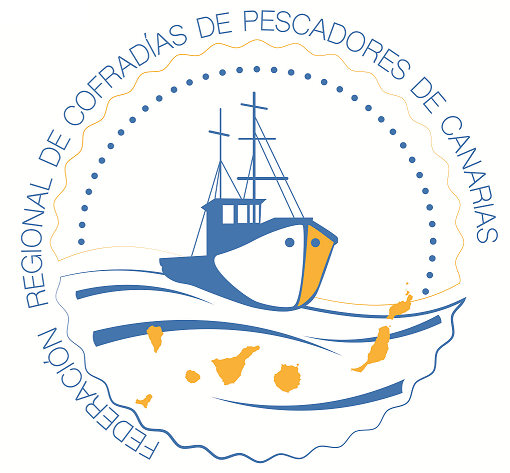 FEDERACIÓN REGIONAL DE COFRADÍAS DE PESCADORES DE CANARIAS